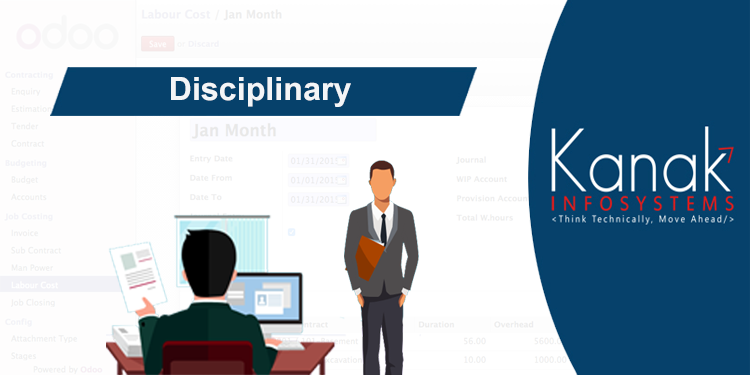 odoo
Labour Cost / Jan Month
Save or Discard
Disciplinary
Contracting
Enquiry
Estimation
Tender
Contract
Budgeting
Budget
Accounts
Job Costing
Invoice
Sub Contract
Man Power
Labour Cost
Job Closing
Config
Attachment Type
Stages
Powered by Odoo
Jan Month
Entry Date
Date From
Date To
Journal
WIP Account
Provision Account
Total W.hours
Duration Overhead
56.00
10.00 1000.00
Kanak
INFOSYSTEMS
<Think Technically, Move Ahead/>